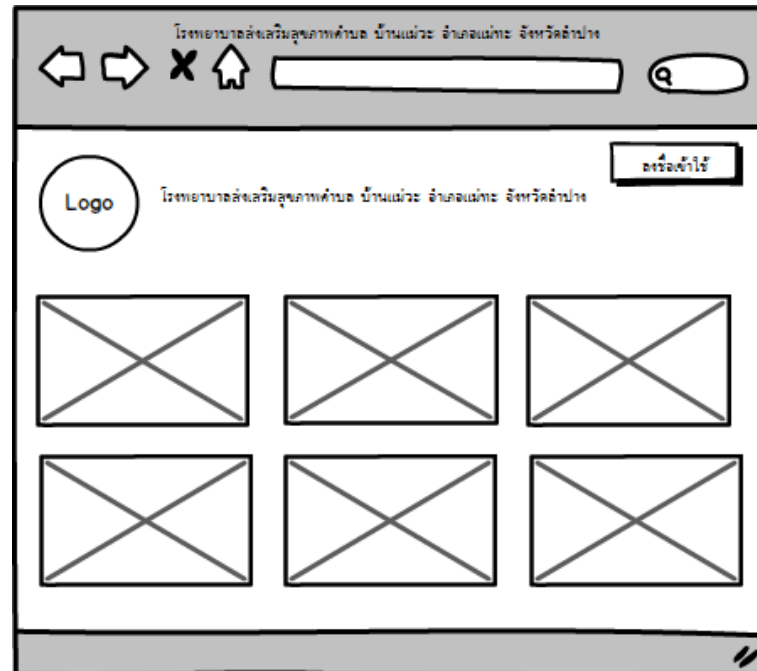 โรงพยาบาลส่งเสริมสุขภาพตำบล บ้านแม่วะ อำเภอแม่ทะ จังหวัดลำปาง
ลงชื่อเข้าใช้
Logo
โรงพยาบาลส่งเสริมสุขภาพตำบล บ้านแม่วะ อำเภอแม่ทะ จังหวัดลำปาง